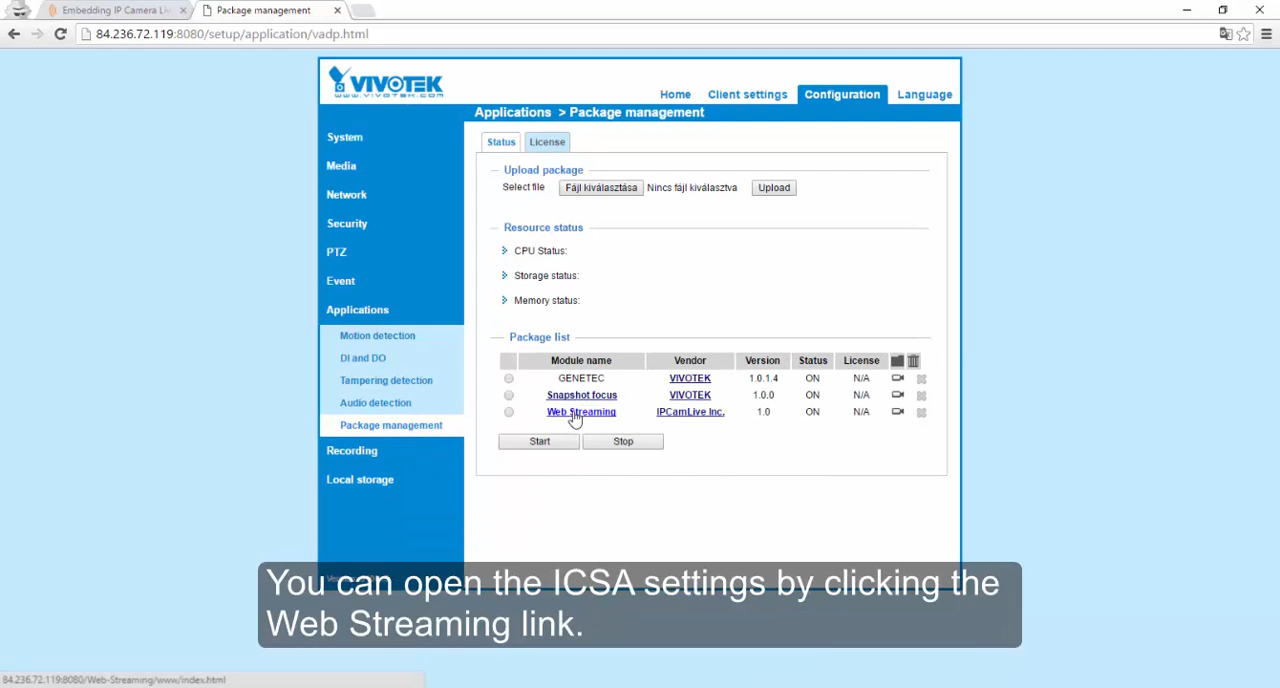 Embedding IP Camera Li
Package management
84.236.72.119:8080/setup/application/vadp.html
VIVOTEK
WWW.VIVOTEK.COM
Home Client settings Configuration Language
Applications > Package management
System
Media
Network
Security
PTZ
Event
Applications
Motion detection
DI and DO
Tampering detection
Audio detection
Package management
Recording
Local storage
Status License
Upload package
Select file Fájl kiválasztása Nincs fájl kiválasztva Upload
Resource status
CPU Status:
Storage status:
Memory status:
Package list
Module name Vendor Version Status License
GENETEC VIVOTEK 1.0.1.4 ON N/A
Snapshot focus VIVOTEK 1.0.0 ON N/A
Web Streaming IPCamLive Inc. 1.0 ON N/A
Start Stop
You can open the ICSA settings by clicking the
Web Streaming link.
84.236.72.119:8080/Web-Streaming/www/index.html